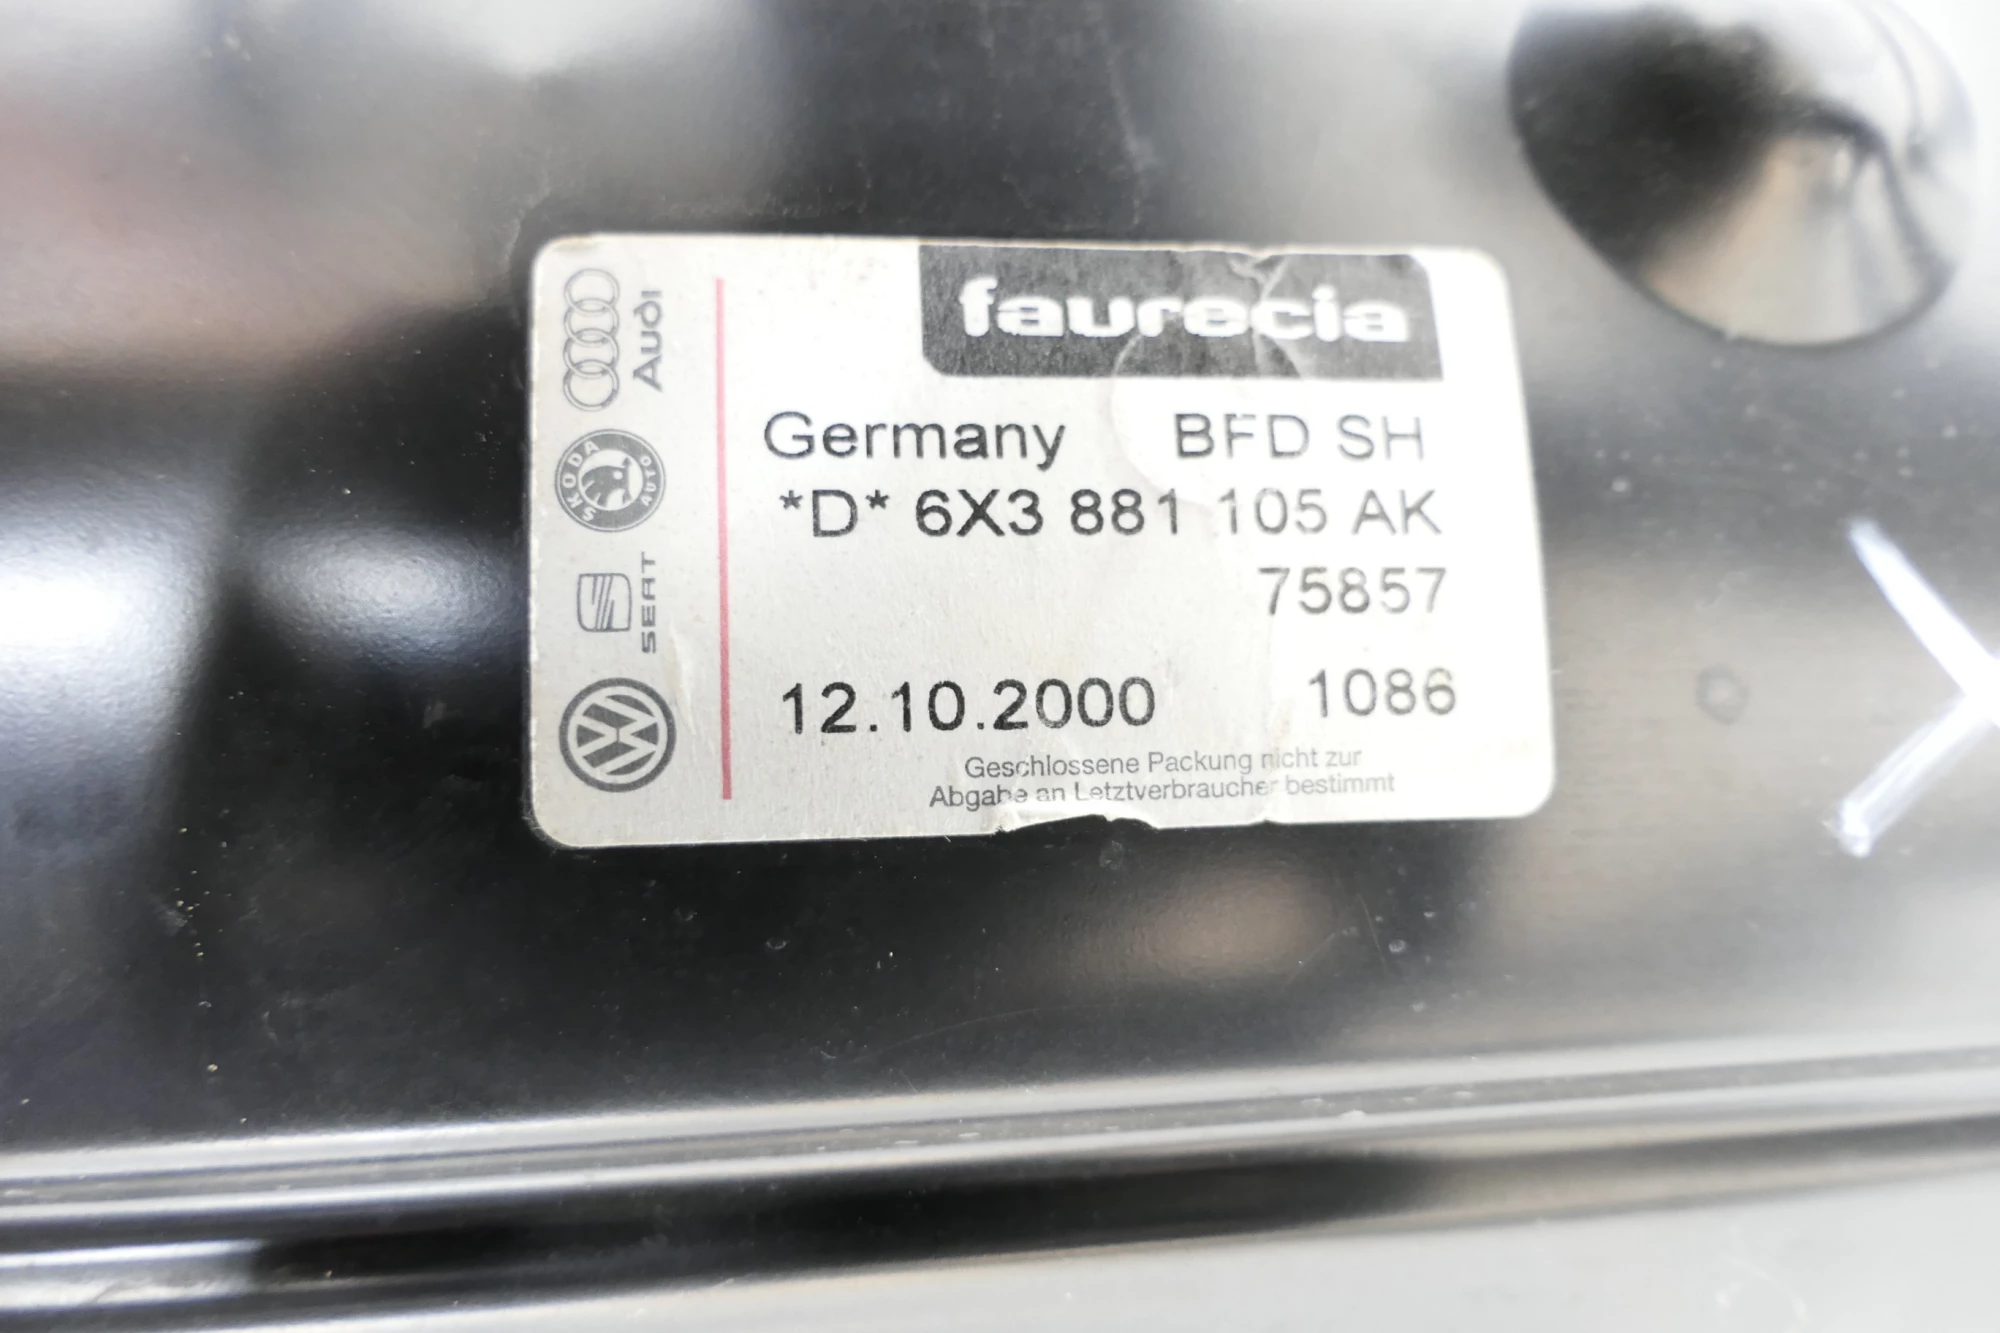 faurecia
Germany BFD SH
*D* 6X3 881 105 AK
75857
12.10.2000 1086
Geschlossene Packung nicht zur
Abgabe an Letztverbraucher bestimmt
Audi
SKODA AUTO
SEAT
VW